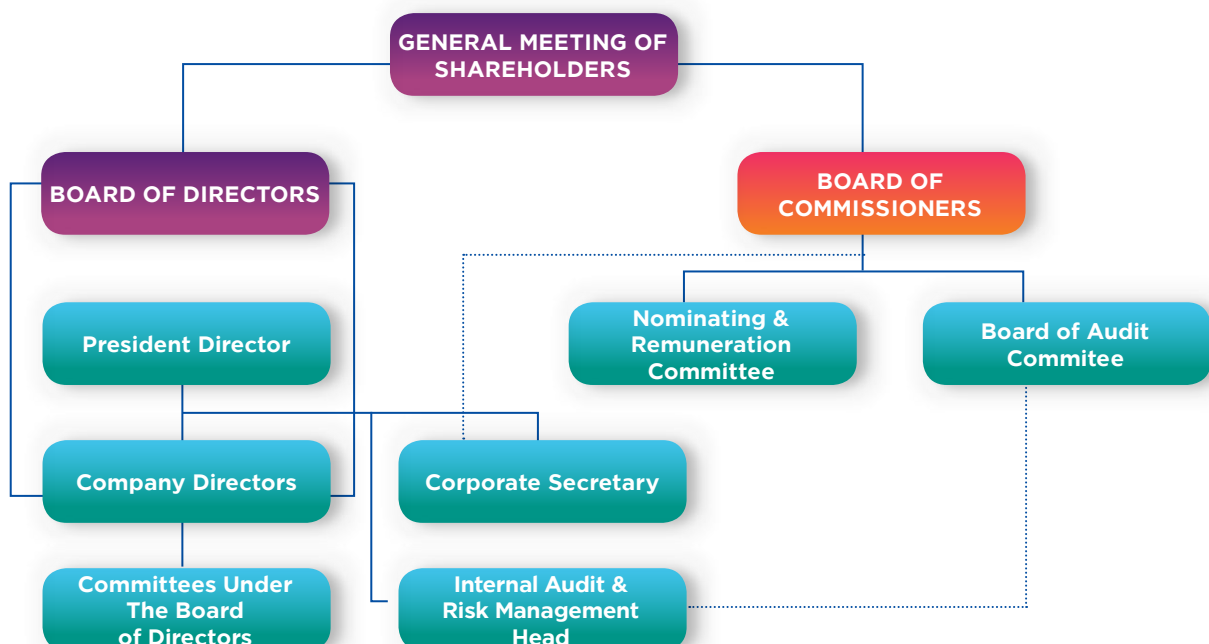 GENERAL MEETING OF
SHAREHOLDERS
BOARD OF DIRECTORS
BOARD OF
COMMISSIONERS
President Director
Nominating &
Remuneration
Committee
Board of Audit
Commitee
Company Directors
Corporate Secretary
Committees Under
The Board
of Directors
Internal Audit &
Risk Management
Head